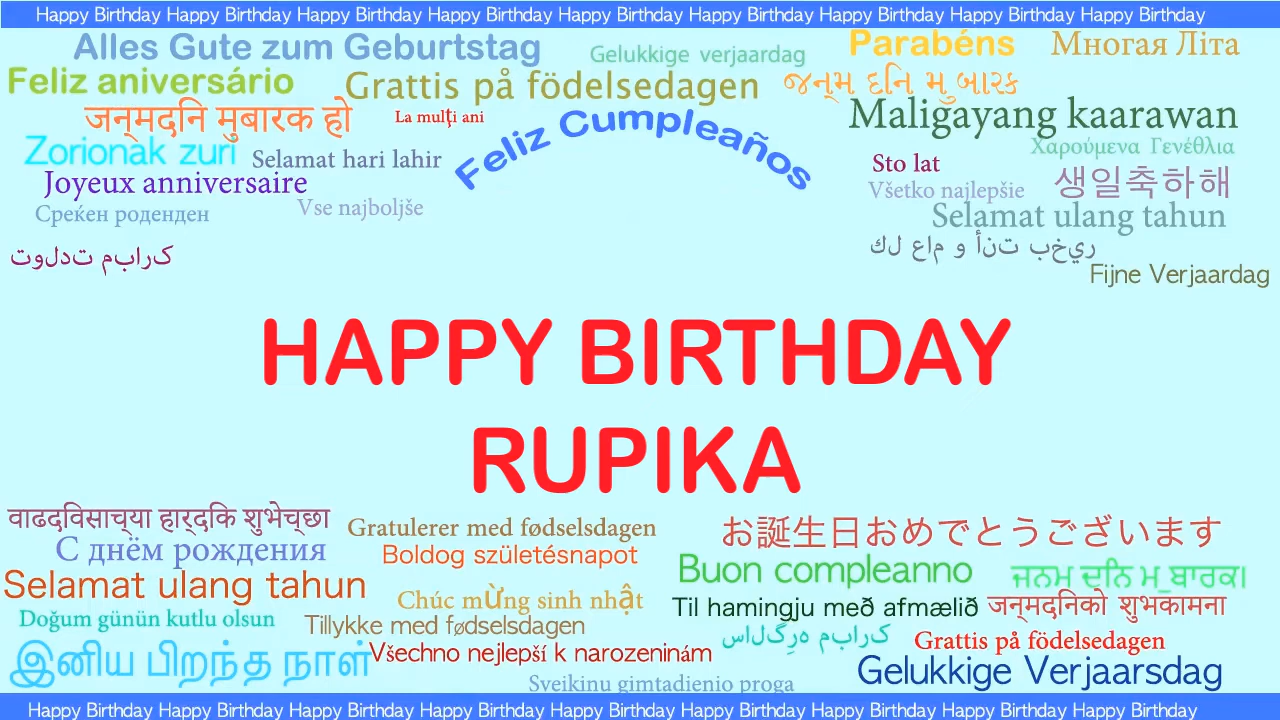 Happy Birthday Happy Birthday Happy Birthday Happy Birthday Happy Birthday Happy Birthday Happy Birthday Happy Birthday Happy Birthday
Alles Gute zum Geburtstag
Gelukkige verjaardag
Parabéns
Многая Літа
Feliz aniversário
Grattis på födelsedagen
જન્મ દિન મુબારક
जन्मदिन मुबारक हो
La mulţi ani
Feliz Cumpleaños
Maligayang kaarawan
Zorionak zuri
Selamat hari lahir
Χαρούμενα Γενέθλια
Sto lat
Joyeux anniversaire
Všetko najlepšie
생일축하해
Среќен роденден
Vse najboljše
Selamat ulang tahun
تولدت مبارک
كل عام و أنت بخير
Fijne Verjaardag
HAPPY BIRTHDAY
RUPIKA
वाढदिवसाच्या हार्दिक शुभेच्छा
Gratulerer med fødselsdagen
お誕生日おめでとうございます
С днём рождения
Boldog születésnapot
Buon compleanno
ਜਨਮ ਦਿਨ ਮੁਬਾਰਕ।
Selamat ulang tahun
Chúc mừng sinh nhật
Til hamingju með afmælið
जन्मदिनको शुभकामना
Doğum günün kutlu olsun
Tillykke med fødselsdagen
سالگرہ مبارک
Grattis på födelsedagen
இனிய பிறந்த நாள்
Všechno nejlepší k narozeninám
Gelukkige Verjaarsdag
Sveikinu gimtadienio proga
Happy Birthday Happy Birthday Happy Birthday Happy Birthday Happy Birthday Happy Birthday Happy Birthday Happy Birthday Happy Birthday